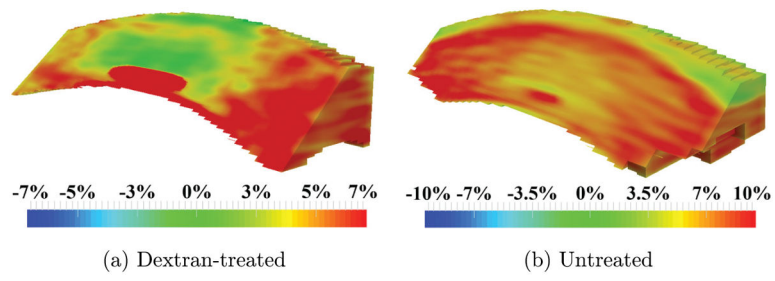 -7% -5% -3% 0% 3% 5% 7%
-10% -7% -3.5% 0% 3.5% 7% 10%
(a) Dextran-treated
(b) Untreated